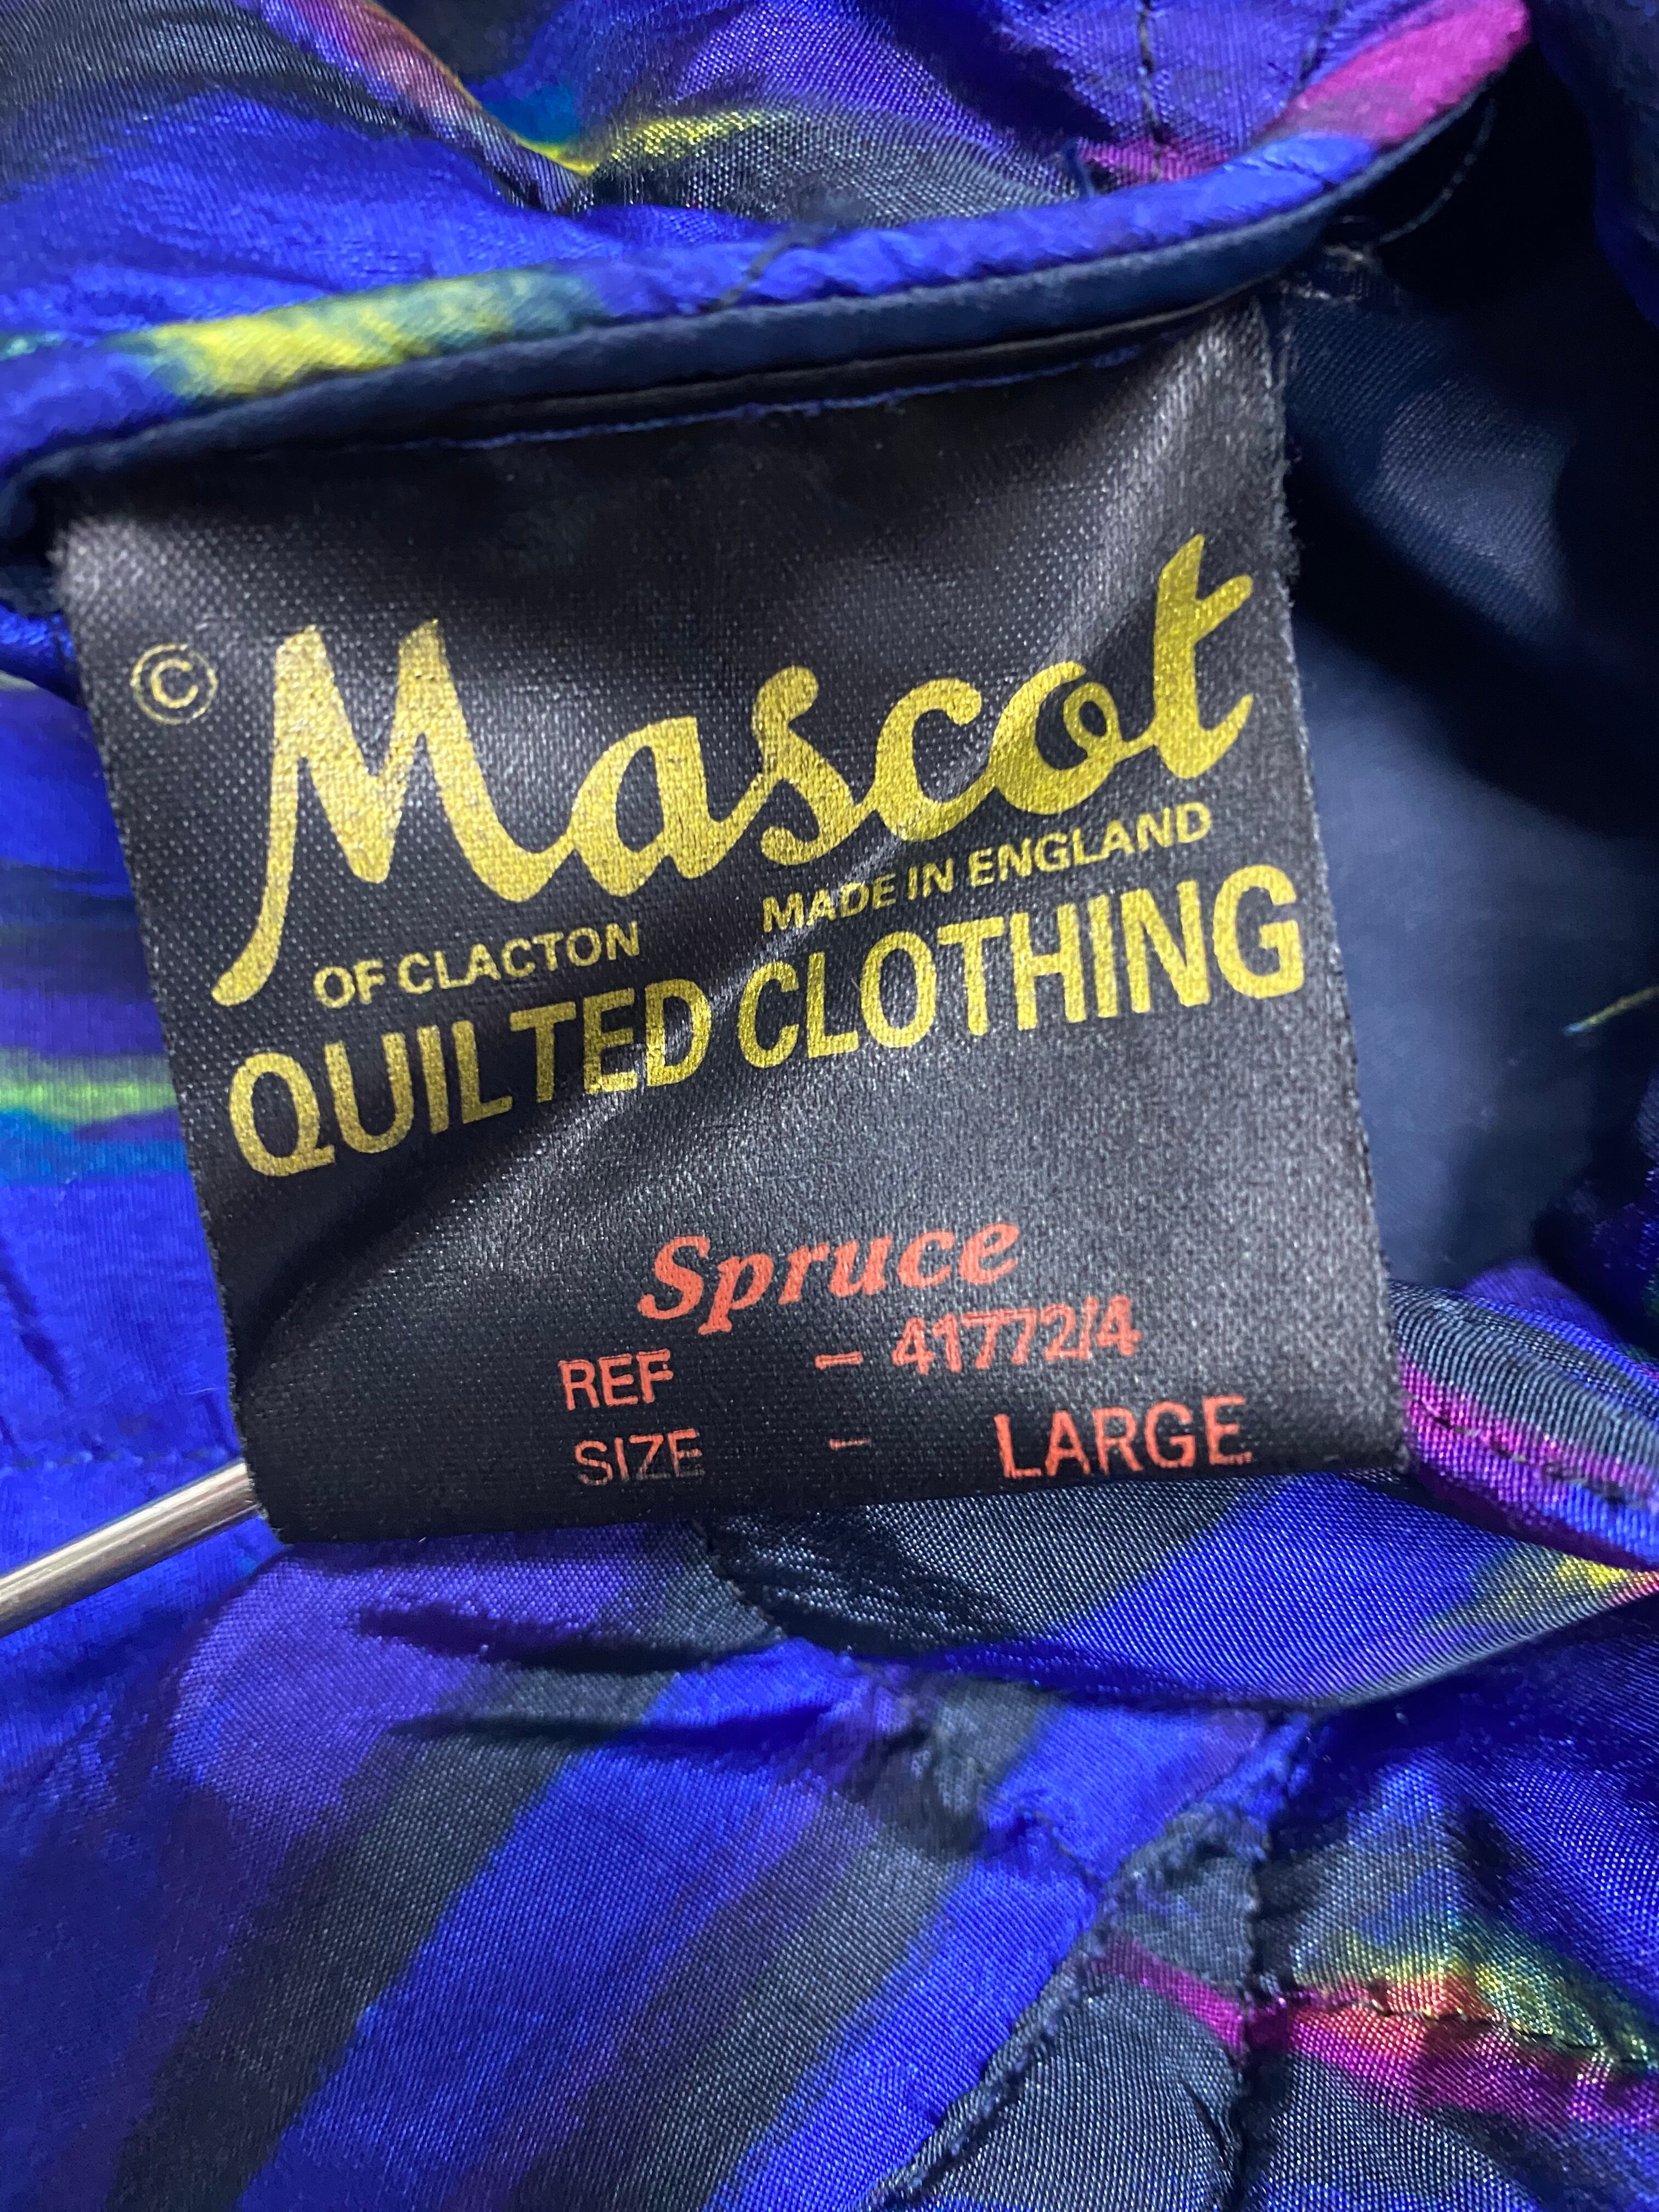 © Mascot
OF CLACTON MADE IN ENGLAND
QUILTED CLOTHING
Spruce
REF - 41772/4
SIZE - LARGE